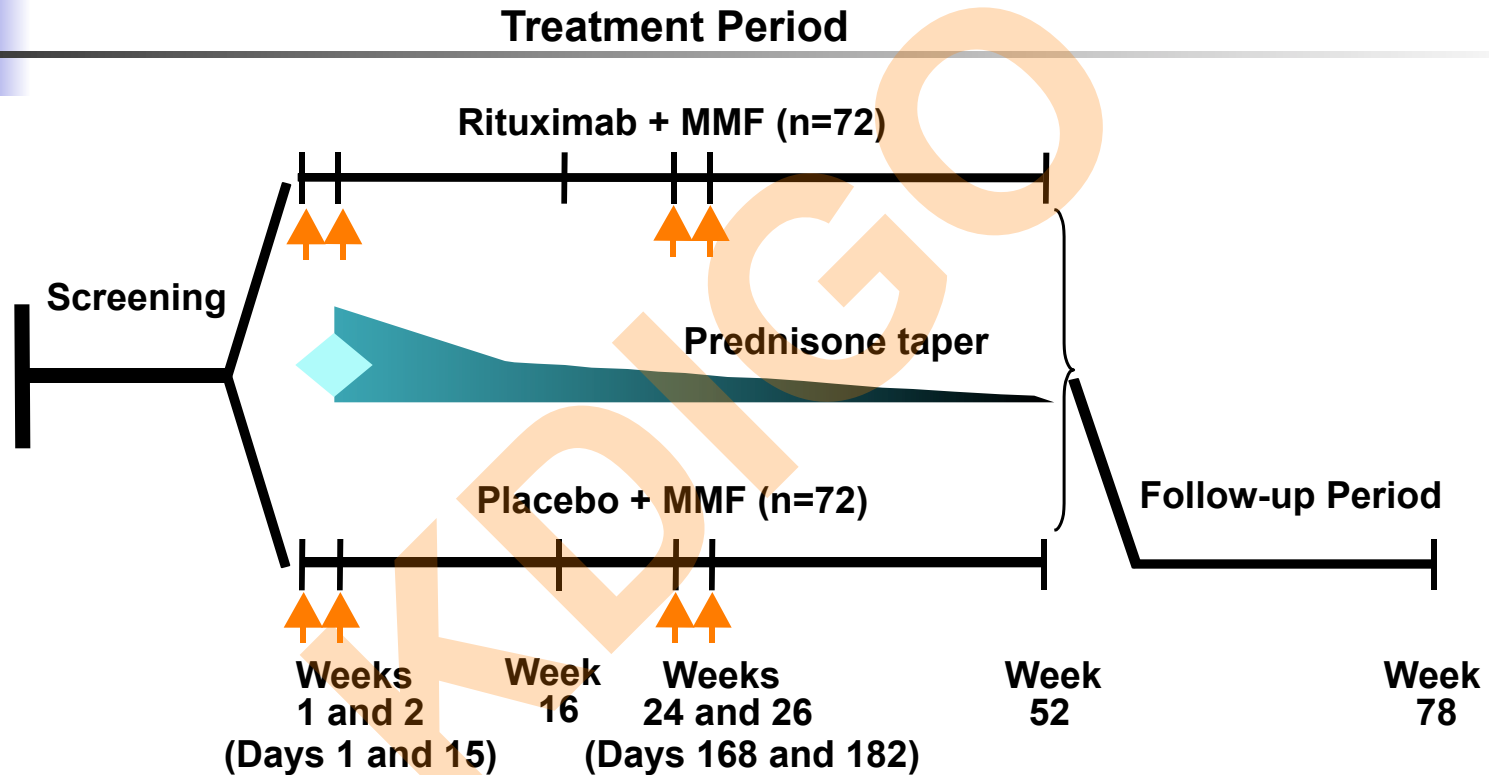 Treatment Period
Rituximab + MMF (n=72)
Screening
Prednisone taper
Placebo + MMF (n=72)
Follow-up Period
Weeks
1 and 2
(Days 1 and 15)
Week
16
Weeks
24 and 26
(Days 168 and 182)
Week
52
Week
78
KDIGO